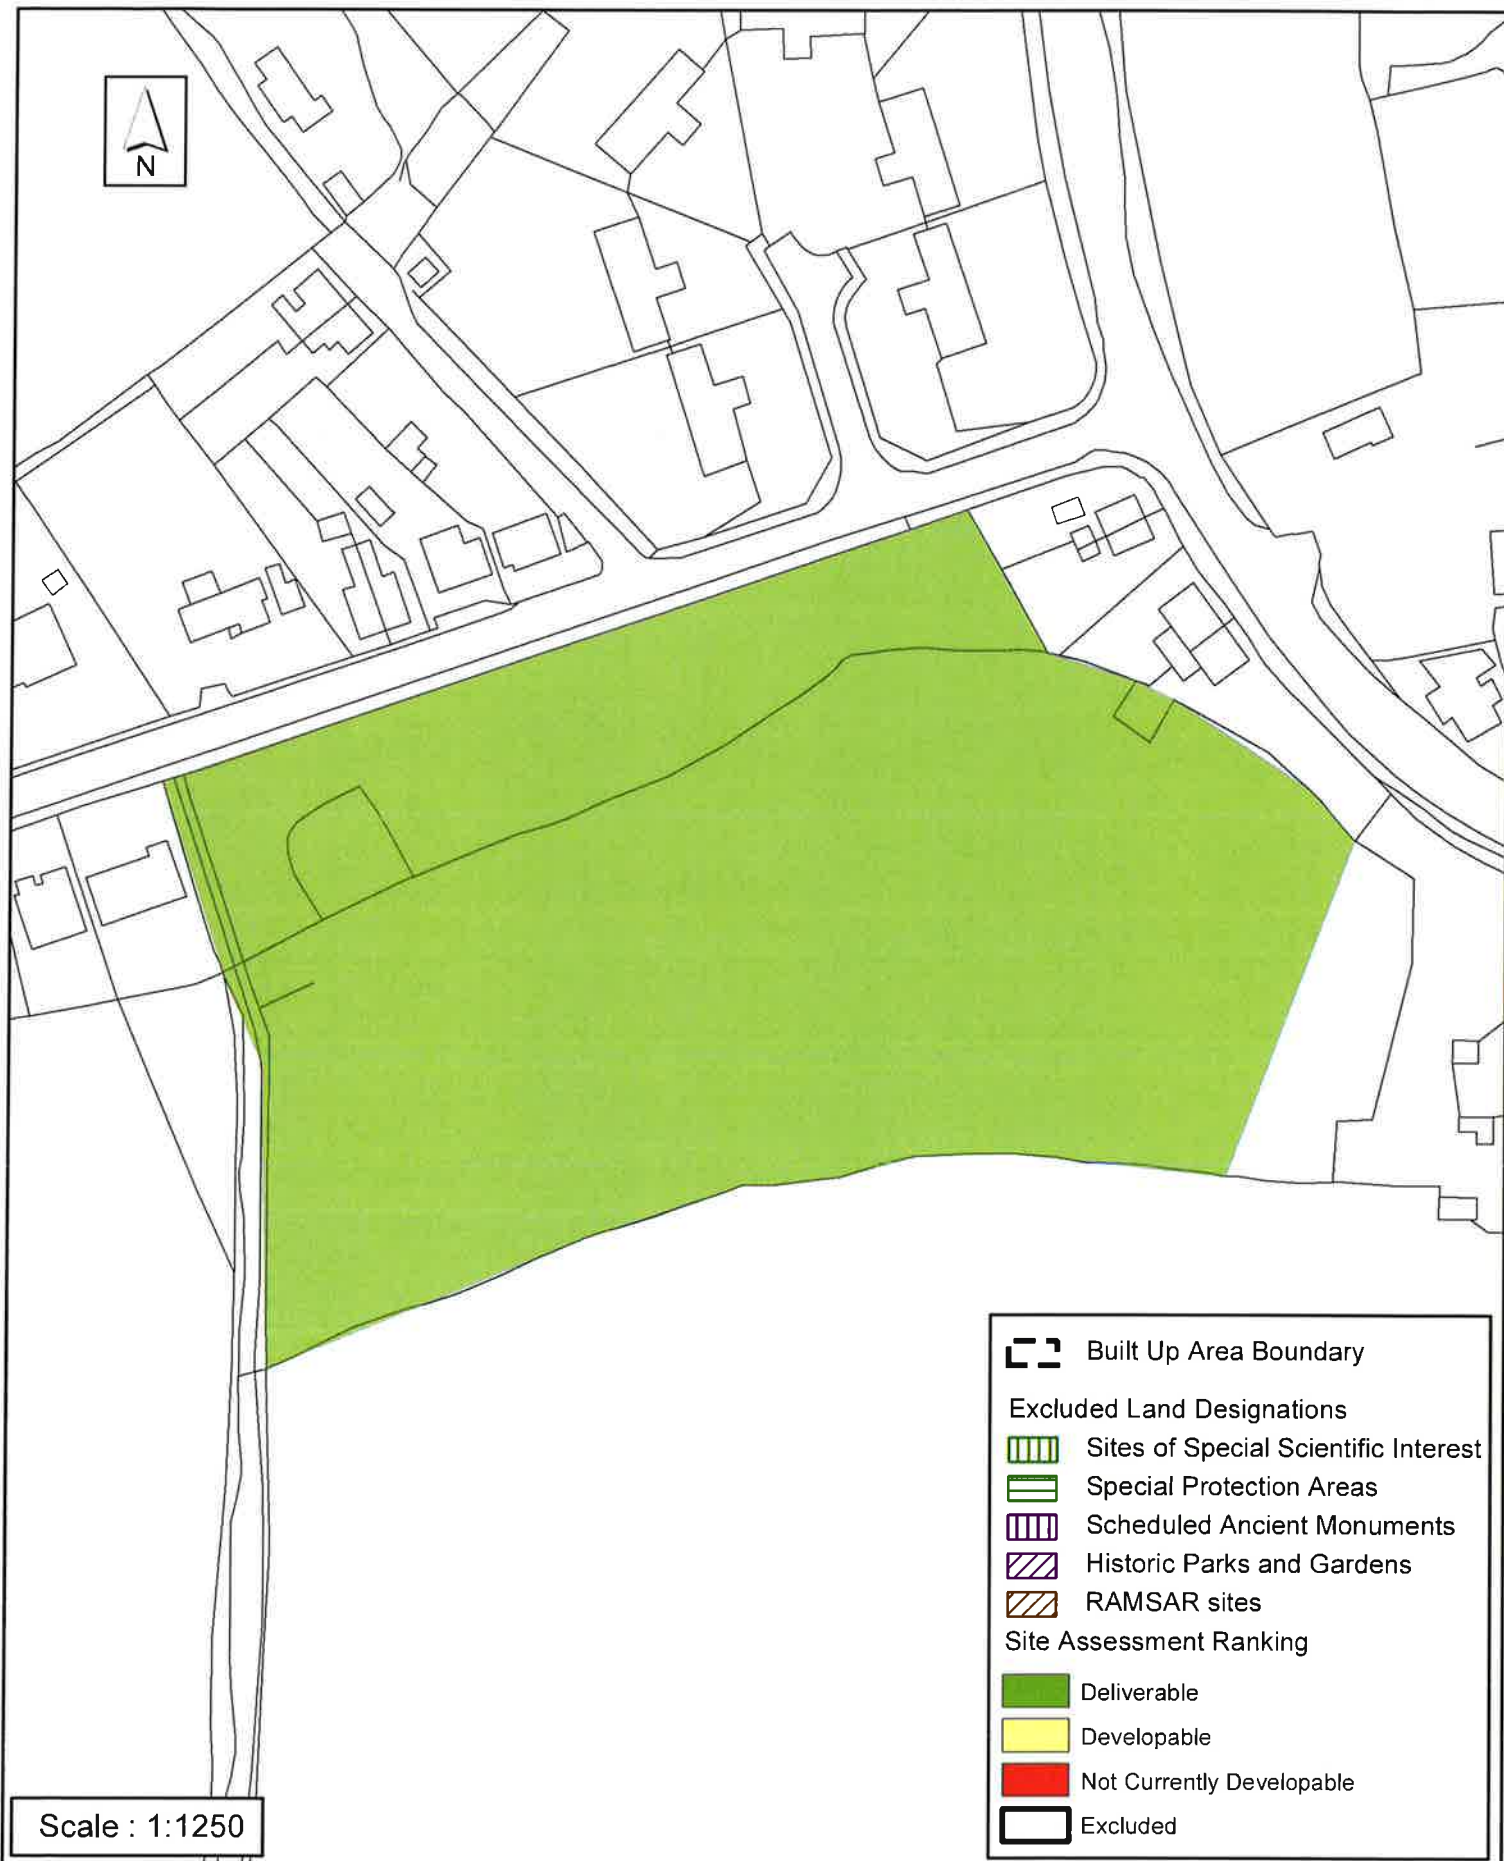 N
Built Up Area Boundary
Excluded Land Designations
Sites of Special Scientific Interest
Special Protection Areas
Scheduled Ancient Monuments
Historic Parks and Gardens
RAMSAR sites
Site Assessment Ranking
Deliverable
Developable
Not Currently Developable
Excluded
Scale : 1:1250